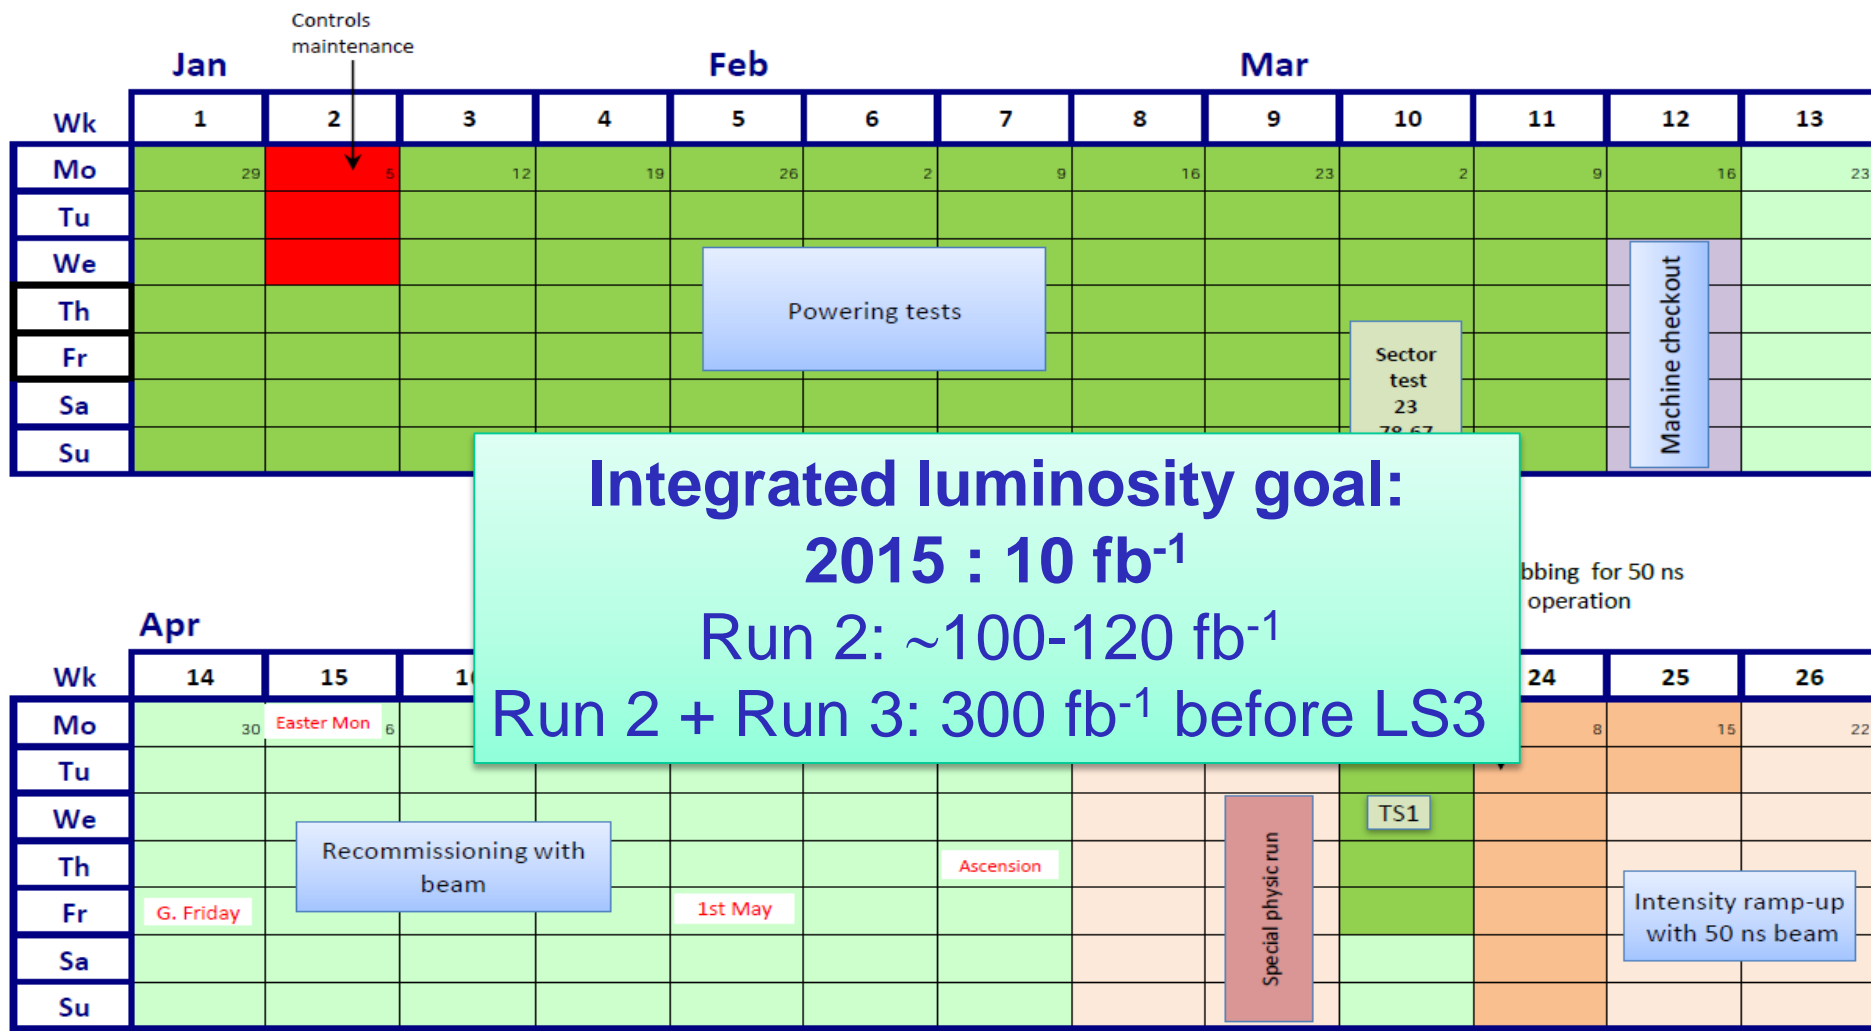 Controls
maintenance
Jan Feb Mar
Wk 1 2 3 4 5 6 7 8 9 10 11 12 13
Mo 29 5 12 19 26 2 9 16 23 2 9 16 23
Tu
We
Th
Fr
Sa
Su
Powering tests
Sector
test
23
78-67
Machine checkout
Integrated luminosity goal:
2015 : 10 fb-1
Run 2: ~100-120 fb-1
Run 2 + Run 3: 300 fb-1 before LS3
bbing for 50 ns
operation
Apr
Wk 14 15 24 25 26
Mo 30 Easter Mon 6 8 15 22
Tu
We
Th
Fr
Sa
Su
Recommissioning with
beam
G. Friday
1st May
Ascension
Special physic run
TS1
Intensity ramp-up
with 50 ns beam